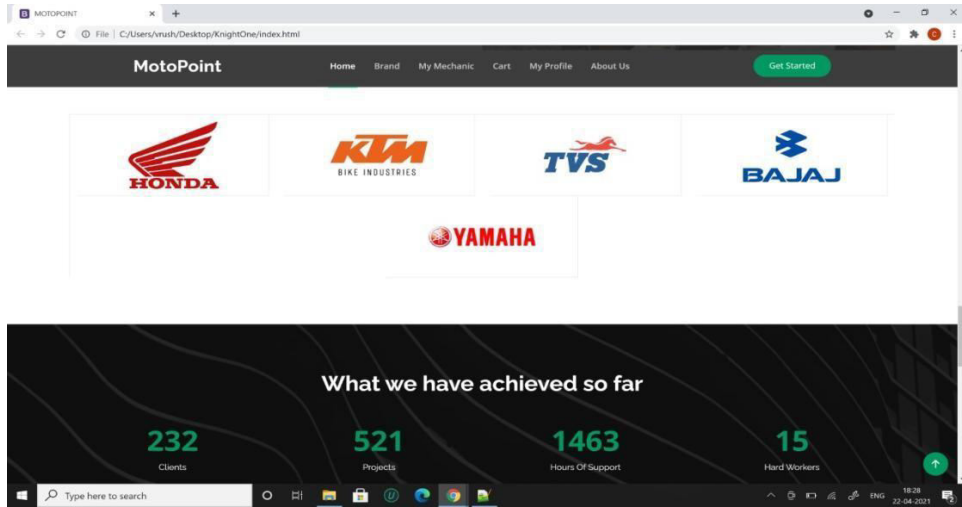 MOTOPOINT
File | C:/Users/vrush/Desktop/KnightOne/index.html
MotoPoint Home Brand My Mechanic Cart My Profile About Us Get Started
HONDA
KTM
BIKE INDUSTRIES
TVS
BAJAJ
YAMAHA
What we have achieved so far
232 521 1463 15
Clients Projects Hours Of Support Hard Workers
Type here to search
ENG
18:28
22-04-2021